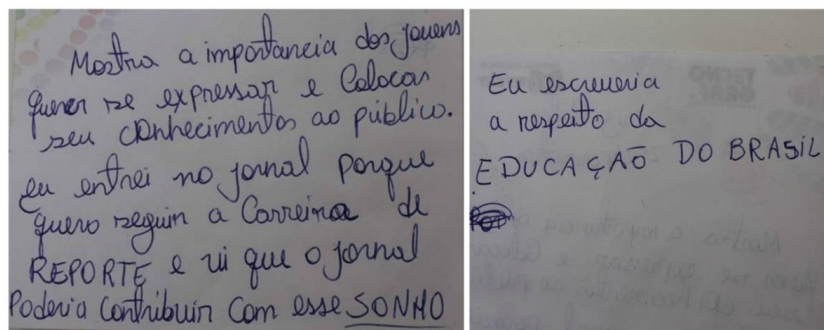 Mostra a importancia dos jovens
querer se expressar e Colocar
seu conhecimentos ao público.
eu entrei no jornal porque
quero seguir a Carreira de
REPORTE e vi que o jornal
Poderia Contribuir Com esse SONHO
Eu escreveria
a respeito da
EDUCAÇÃO DO BRASIL